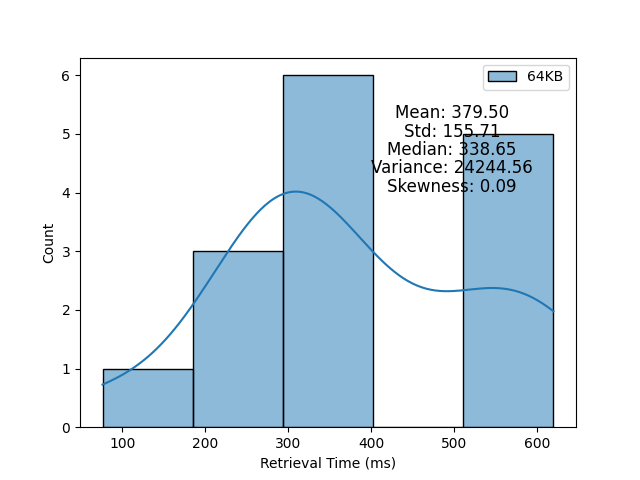 64KB
Mean: 379.50
Std: 155.71
Median: 338.65
Variance: 24244.56
Skewness: 0.09
6
5
4
3
2
1
0
Count
100 200 300 400 500 600
Retrieval Time (ms)